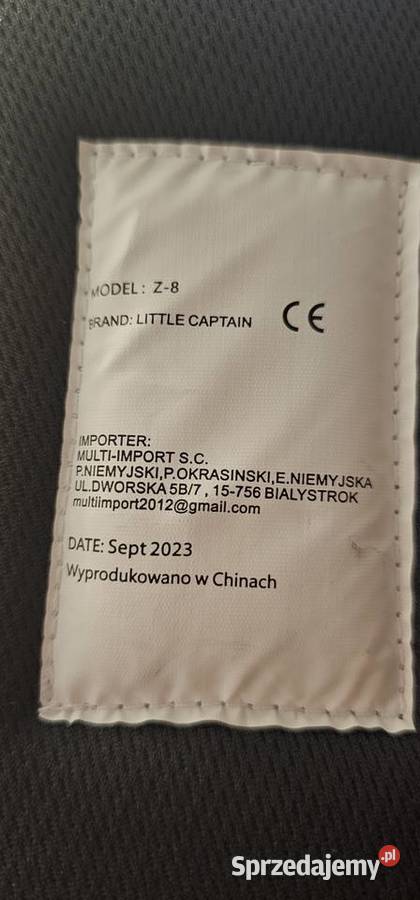 MODEL: Z-8
BRAND: LITTLE CAPTAIN
CE
IMPORTER:
MULTI-IMPORT S.C.
P.NIEMYJSKI,P.OKRASINSKI,E.NIEMYJSKA
UL.DWORSKA 5B/7 , 15-756 BIALYSTOK
multiimport2012@gmail.com
DATE: Sept 2023
Wyprodukowano w Chinach
Sprzedajemy.pl